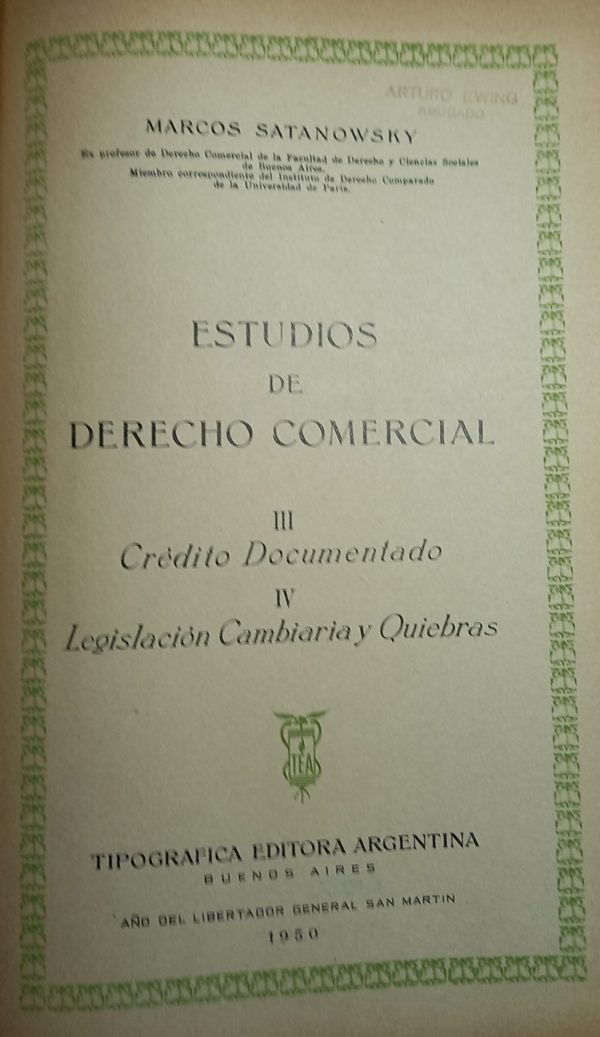 ARTURO EWING
ABOGADO
MARCOS SATANOWSKY
Ex profesor de Derecho Comercial de la Facultad de Derecho y Ciencias Sociales
de Buenos Aires.
Miembro correspondiente del Instituto de Derecho Comparado
de la Universidad de París.
ESTUDIOS
DE
DERECHO COMERCIAL
III
Crédito Documentado
IV
Legislación Cambiaria y Quiebras
TEA
TIPOGRAFICA EDITORA ARGENTINA
BUENOS AIRES
AÑO DEL LIBERTADOR GENERAL SAN MARTIN
1950